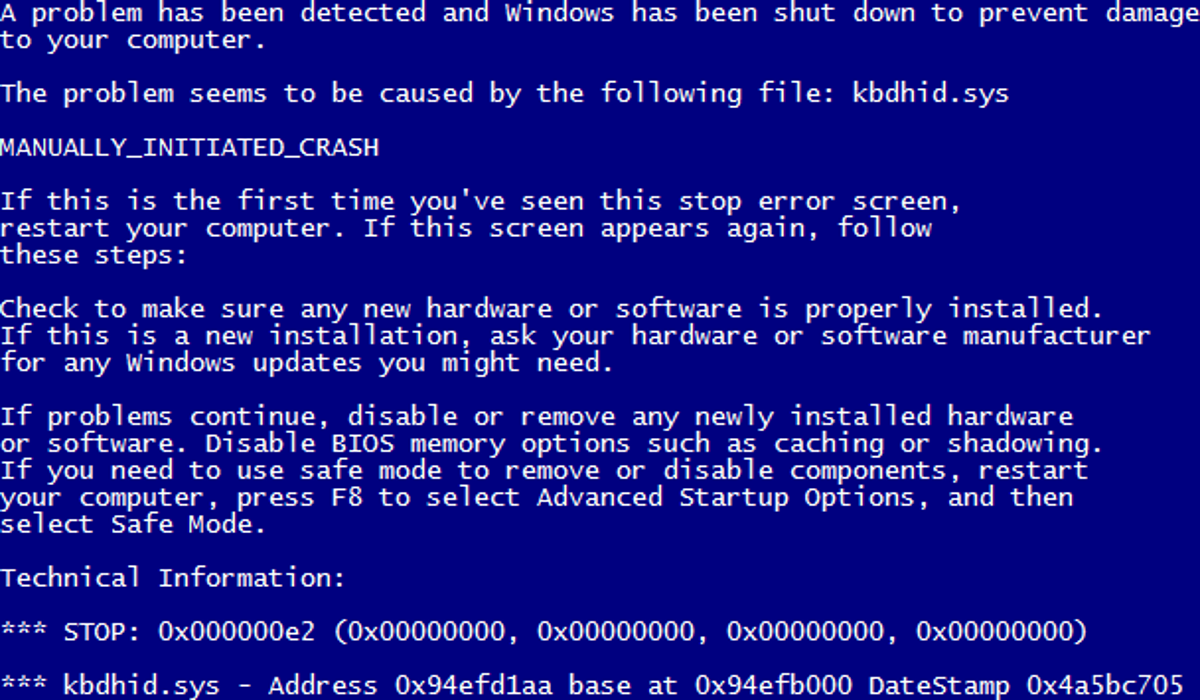 A problem has been detected and Windows has been shut down to prevent damage
to your computer.
The problem seems to be caused by the following file: kbdhid.sys
MANUALLY_INITIATED_CRASH
If this is the first time you've seen this stop error screen,
restart your computer. If this screen appears again, follow
these steps:
Check to make sure any new hardware or software is properly installed.
If this is a new installation, ask your hardware or software manufacturer
for any Windows updates you might need.
If problems continue, disable or remove any newly installed hardware
or software. Disable BIOS memory options such as caching or shadowing.
If you need to use safe mode to remove or disable components, restart
your computer, press F8 to select Advanced Startup Options, and then
select Safe Mode.
Technical Information:
*** STOP: 0x000000e2 (0x00000000, 0x00000000, 0x00000000, 0x00000000)
*** kbdhid.sys - Address 0x94efd1aa base at 0x94efb000 DateStamp 0x4a5bc705